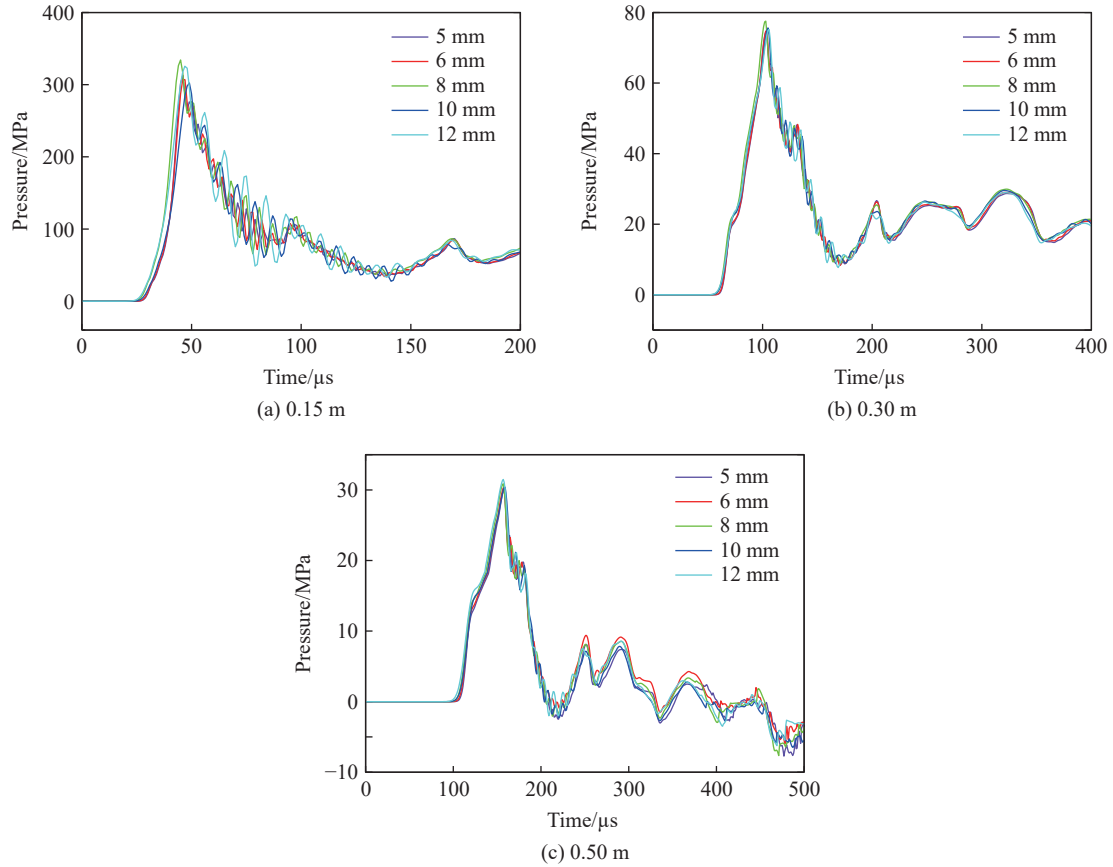 400
300
200
100
0
Pressure/MPa
5 mm
6 mm
8 mm
10 mm
12 mm
0 50 100 150 200
Time/μs
(a) 0.15 m
80
60
40
20
0
Pressure/MPa
5 mm
6 mm
8 mm
10 mm
12 mm
0 100 200 300 400
Time/μs
(b) 0.30 m
30
20
10
0
−10
Pressure/MPa
5 mm
6 mm
8 mm
10 mm
12 mm
0 100 200 300 400 500
Time/μs
(c) 0.50 m